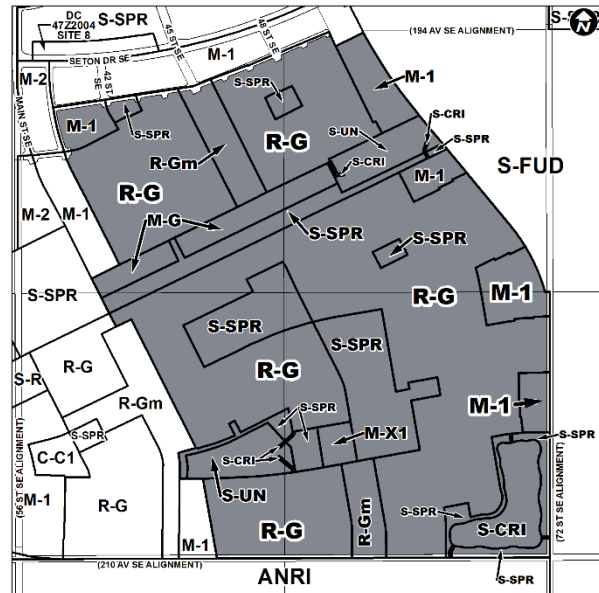 DC
47Z2004
SITE 8
S-SPR
45 ST SE
48 ST SE
(194 AV SE ALIGNMENT)
S-SPR
N
M-1
SETON DR SE
M-2
42 ST SE
MAIN ST SE
M-1
S-SPR
S-SPR
M-1
S-CRI
S-SPR
S-UN
R-G
R-Gm
S-CRI
M-1
S-FUD
R-G
M-2
M-1
M-G
S-SPR
S-SPR
S-SPR
R-G
M-1
S-SPR
S-SPR
R-G
R-G
S-R
R-Gm
M-1
S-SPR
S-SPR
C-C1
M-X1
S-CRI
S-SPR
(56 ST SE ALIGNMENT)
M-1
R-G
S-UN
R-G
R-Gm
S-SPR
S-CRI
(72 ST SE ALIGNMENT)
M-1
(210 AV SE ALIGNMENT)
ANRI
S-SPR